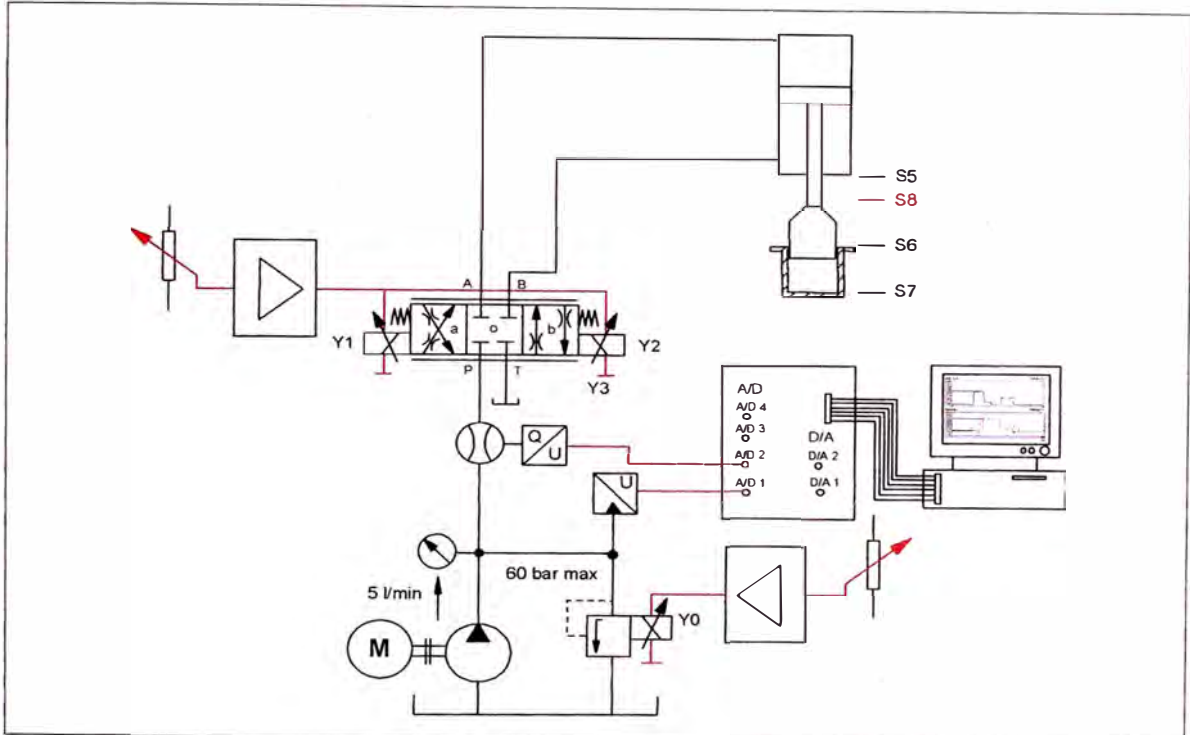 S5
S8
S6
S7
A B
a o b
Y1 Y2
P T
Y3
A/D
A/D 4
A/D 3
D/A
A/D 2
D/A 2
A/D 1
D/A 1
Q
U
U
60 bar max
5 l/min
Y0
M